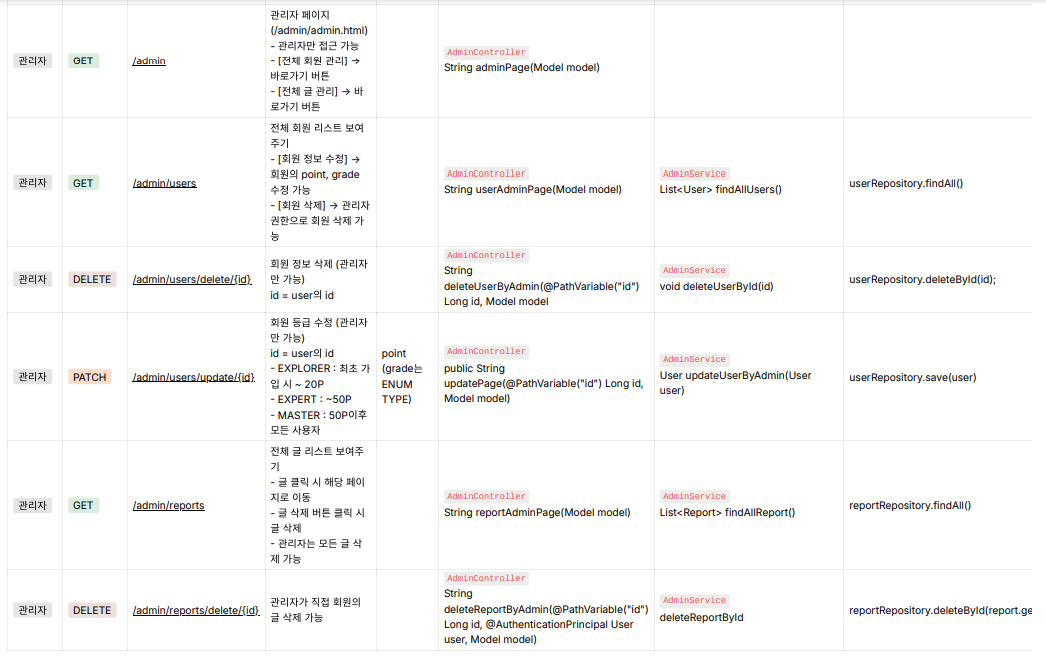 관리자
GET
/admin
관리자 페이지
(/admin/admin.html)
- 관리자만 접근 가능
- [전체 회원 관리] →
바로가기 버튼
- [전체 글 관리] → 바
로가기 버튼
AdminController
String adminPage(Model model)
관리자
GET
/admin/users
전체 회원 리스트 보여
주기
- [회원 정보 수정] →
회원의 point, grade
수정 가능
- [회원 삭제] → 관리자
권한으로 회원 삭제 가
능
AdminController
String userAdminPage(Model model)
AdminService
List<User> findAllUsers()
userRepository.findAll()
관리자
DELETE
/admin/users/delete/{id}
회원 정보 삭제 (관리자
만 가능)
id = user의 id
AdminController
String
deleteUserByAdmin(@PathVariable("id")
Long id, Model model
AdminService
void deleteUserById(id)
userRepository.deleteById(id);
관리자
PATCH
/admin/users/update/{id}
회원 등급 수정 (관리자
만 가능)
id = user의 id
- EXPLORER : 최초 가
입 시 ~ 20P
- EXPERT : ~50P
- MASTER : 50P이후
모든 사용자
point
(grade는
ENUM
TYPE)
AdminController
public String
updatePage(@PathVariable("id") Long id,
Model model)
AdminService
User updateUserByAdmin(User
user)
userRepository.save(user)
관리자
GET
/admin/reports
전체 글 리스트 보여주
기
- 글 클릭 시 해당 페이
지로 이동
- 글 삭제 버튼 클릭 시
글 삭제
- 관리자는 모든 글 삭
제 가능
AdminController
String reportAdminPage(Model model)
AdminService
List<Report> findAllReport()
reportRepository.findAll()
관리자
DELETE
/admin/reports/delete/{id}
관리자가 직접 회원의
글 삭제 가능
AdminController
String
deleteReportByAdmin(@PathVariable("id")
Long id, @AuthenticationPrincipal User
user, Model model)
AdminService
deleteReportById
reportRepository.deleteById(report.ge